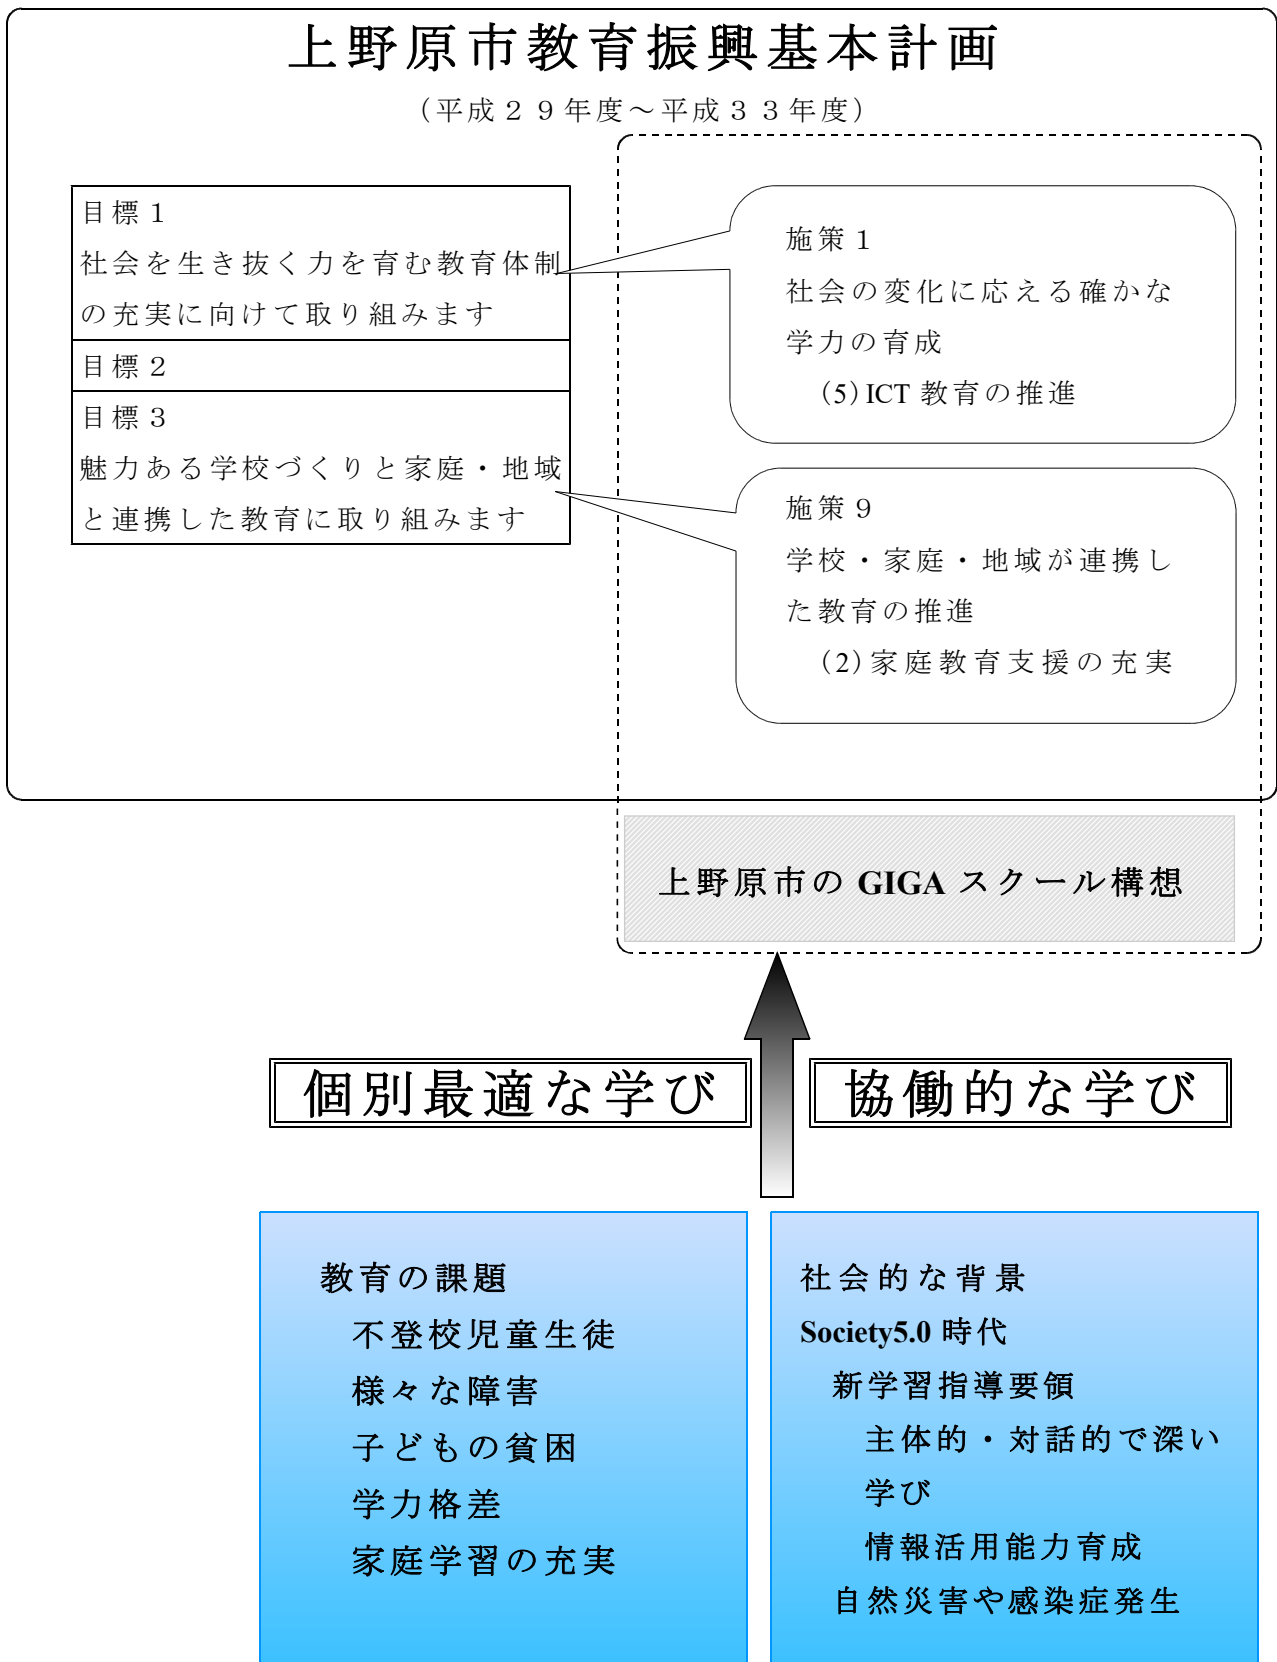 上野原市教育振興基本計画
（平成２９年度～平成３３年度）
目標１
社会を生き抜く力を育む教育体制
の充実に向けて取り組みます
目標２
目標３
魅力ある学校づくりと家庭・地域
と連携した教育に取り組みます
施策１
社会の変化に応える確かな
学力の育成
（5）ICT 教育の推進
施策９
学校・家庭・地域が連携し
た教育の推進
（2）家庭教育支援の充実
上野原市の GIGA スクール構想
個別最適な学び
協働的な学び
教育の課題
不登校児童生徒
様々な障害
子どもの貧困
学力格差
家庭学習の充実
社会的な背景
Society5.0 時代
新学習指導要領
主体的・対話的で深い
学び
情報活用能力育成
自然災害や感染症発生